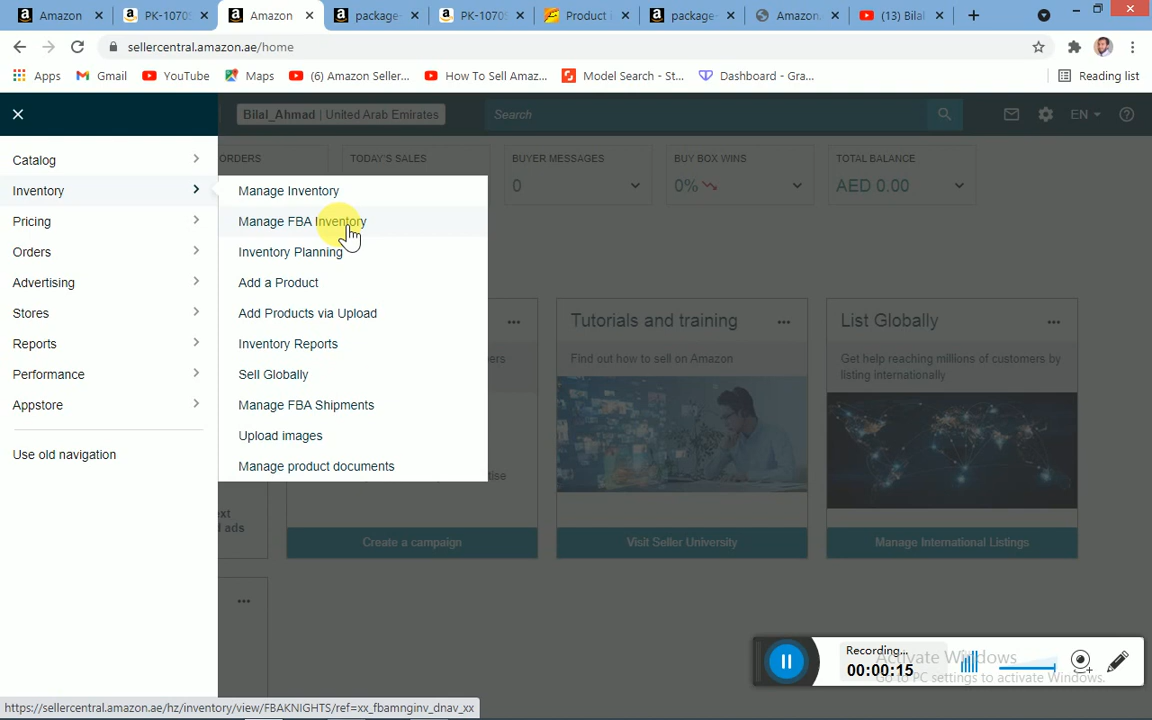 Amazon
PK-1070
Amazon
package-
PK-1070
Product
package-
Amazon.
(13) Bila
sellercentral.amazon.ae/home
Apps
Gmail
YouTube
Maps
(6) Amazon Seller...
How To Sell Amaz...
Model Search - St...
Dashboard - Gra...
Reading list
Bilal_Ahmad | United Arab Emirates
Search
EN
Catalog
Inventory
Pricing
Orders
Advertising
Stores
Reports
Performance
Appstore
Use old navigation
Manage Inventory
Manage FBA Inventory
Inventory Planning
Add a Product
Add Products via Upload
Inventory Reports
Sell Globally
Manage FBA Shipments
Upload images
Manage product documents
ORDERS
TODAY'S SALES
BUYER MESSAGES
0
BUY BOX WINS
0%
TOTAL BALANCE
AED 0.00
ers
tise
ext
d ads
Create a campaign
Tutorials and training
Find out how to sell on Amazon
Visit Seller University
List Globally
Get help reaching millions of customers by
listing internationally
Manage International Listings
Recording...
00:00:15
Activate Windows
Go to PC settings to activate Windows.
https://sellercentral.amazon.ae/hz/inventory/view/FBAKNIGHTS/ref=xx_fbamnginv_dnav_xx